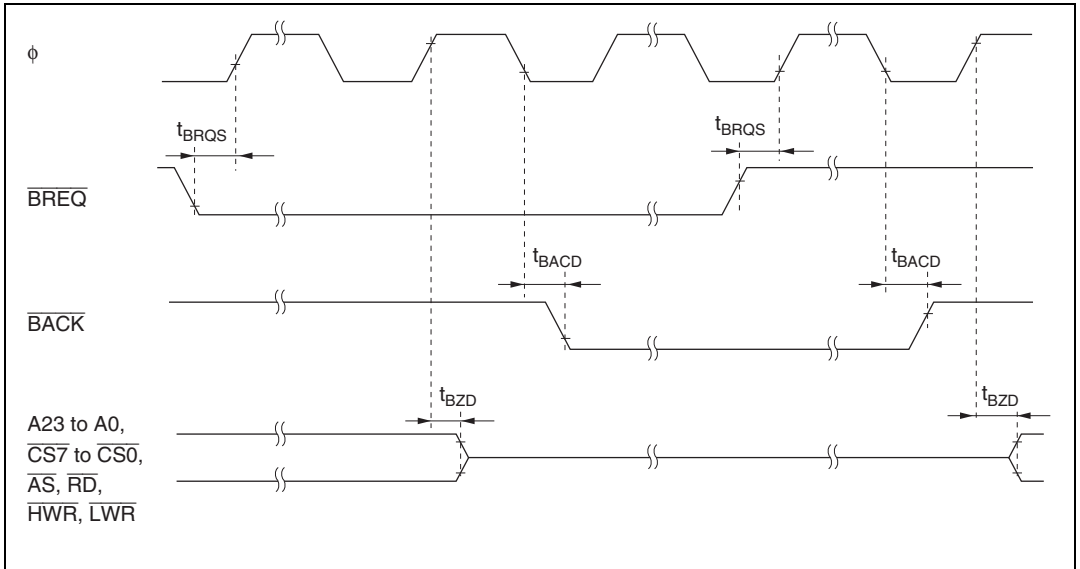 ϕ
tBRQS
tBRQS
BREQ
tBACD
tBACD
BACK
tBZD
tBZD
A23 to A0,
CS7 to CS0,
AS, RD,
HWR, LWR